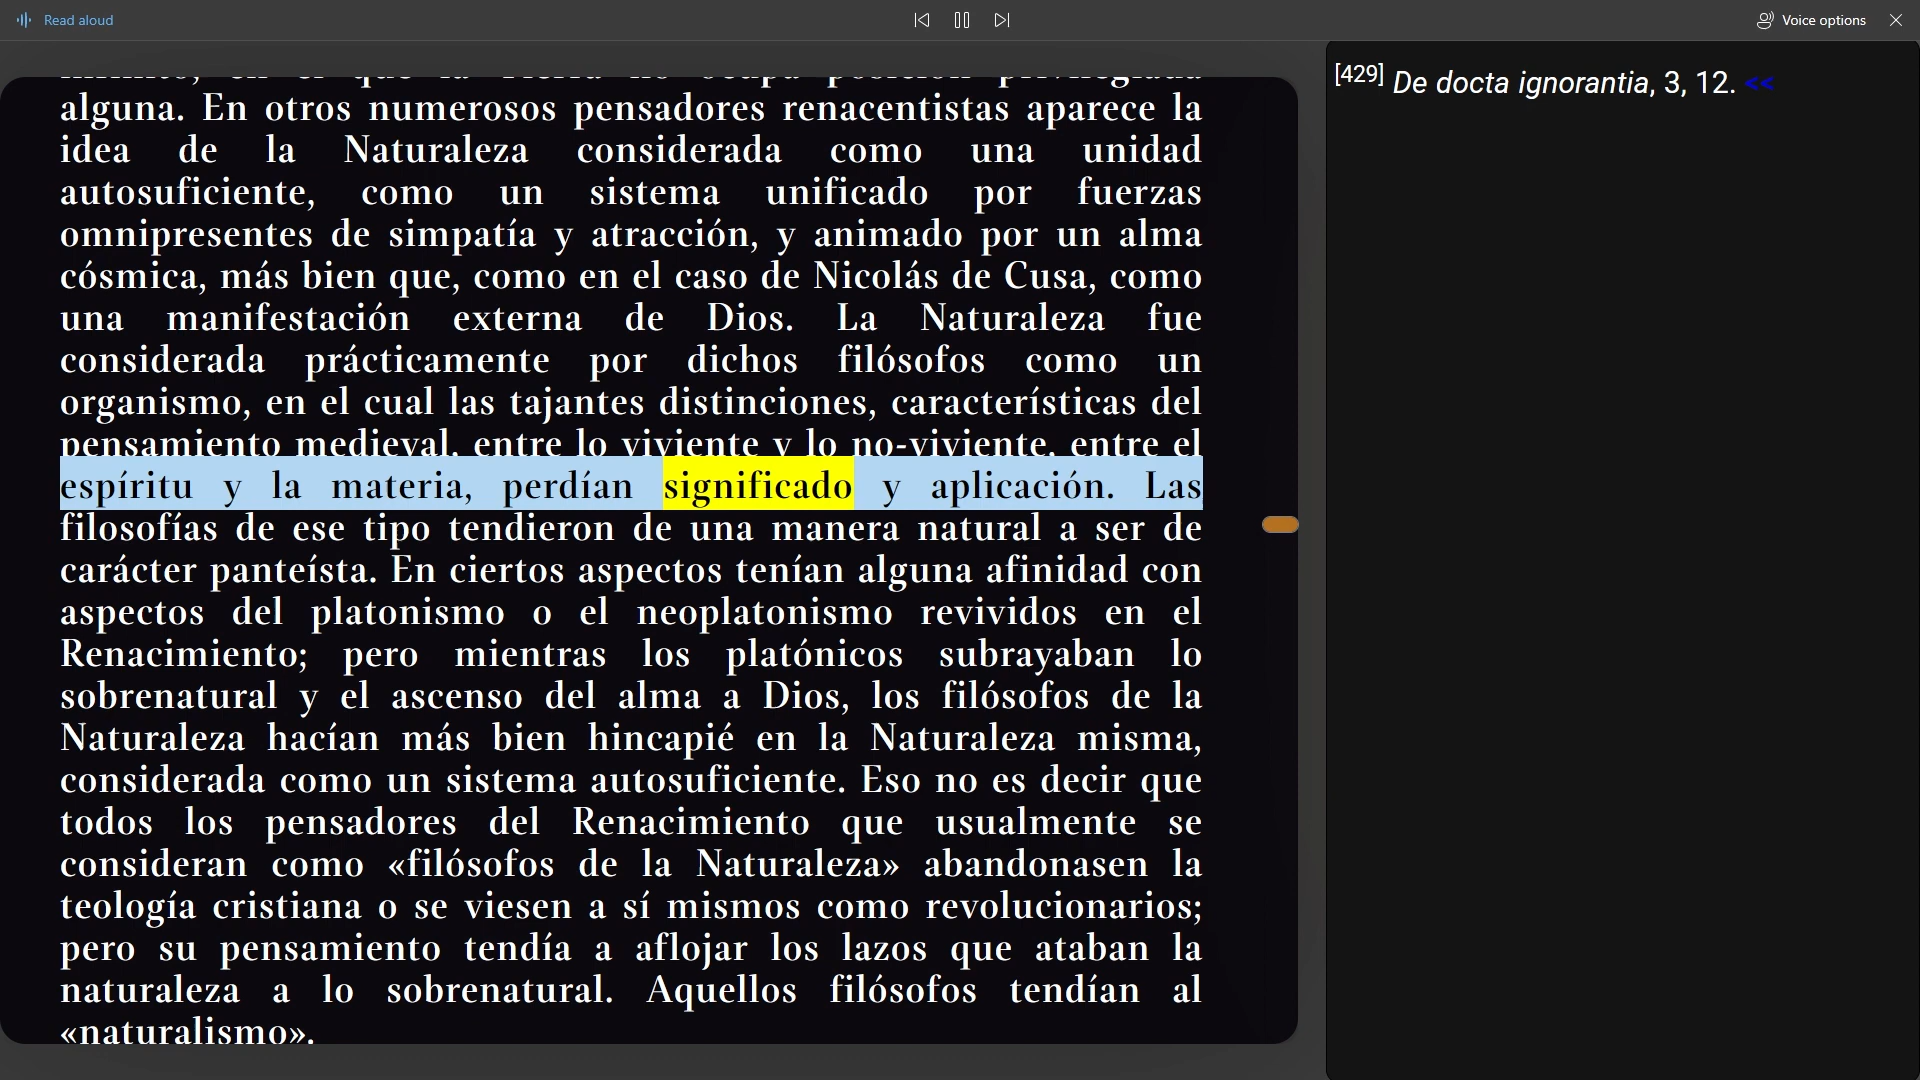 Read aloud
Voice options
alguna. En otros numerosos pensadores renacentistas aparece la
idea de la Naturaleza considerada como una unidad
autosuficiente, como un sistema unificado por fuerzas
omnipresentes de simpatía y atracción, y animado por un alma
cósmica, más bien que, como en el caso de Nicolás de Cusa, como
una manifestación externa de Dios. La Naturaleza fue
considerada prácticamente por dichos filósofos como un
organismo, en el cual las tajantes distinciones, características del
pensamiento medieval, entre lo viviente y lo no-viviente, entre el
espíritu y la materia, perdían significado y aplicación. Las
filosofías de ese tipo tendieron de una manera natural a ser de
carácter panteísta. En ciertos aspectos tenían alguna afinidad con
aspectos del platonismo o el neoplatonismo revividos en el
Renacimiento; pero mientras los platónicos subrayaban lo
sobrenatural y el ascenso del alma a Dios, los filósofos de la
Naturaleza hacían más bien hincapié en la Naturaleza misma,
considerada como un sistema autosuficiente. Eso no es decir que
todos los pensadores del Renacimiento que usualmente se
consideran como «filósofos de la Naturaleza» abandonasen la
teología cristiana o se viesen a sí mismos como revolucionarios;
pero su pensamiento tendía a aflojar los lazos que ataban la
naturaleza a lo sobrenatural. Aquellos filósofos tendían al
«naturalismo».
[429] De docta ignorantia, 3, 12. <<